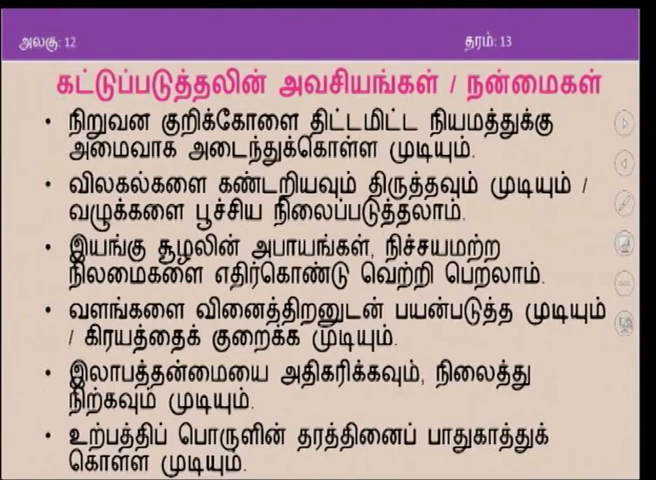 அலகு: 12
தரம்: 13
கட்டுப்படுத்தலின் அவசியங்கள் / நன்மைகள்
• நிறுவன குறிக்கோளை திட்டமிட்ட நியமத்துக்கு
அமைவாக அடைந்துக்கொள்ள முடியும்.
• விலகல்களை கண்டறியவும் திருத்தவும் முடியும் /
வழுக்களை பூச்சிய நிலைப்படுத்தலாம்.
• இயங்கு சூழலின் அபாயங்கள், நிச்சயமற்ற
நிலமைகளை எதிர்கொண்டு வெற்றி பெறலாம்.
• வளங்களை வினைத்திறனுடன் பயன்படுத்த முடியும்
/ கிரயத்தைக் குறைக்க முடியும்.
• இலாபத்தன்மையை அதிகரிக்கவும், நிலைத்து
நிற்கவும் முடியும்.
• உற்பத்திப் பொருளின் தரத்தினைப் பாதுகாத்துக்
கொள்ள முடியும்.